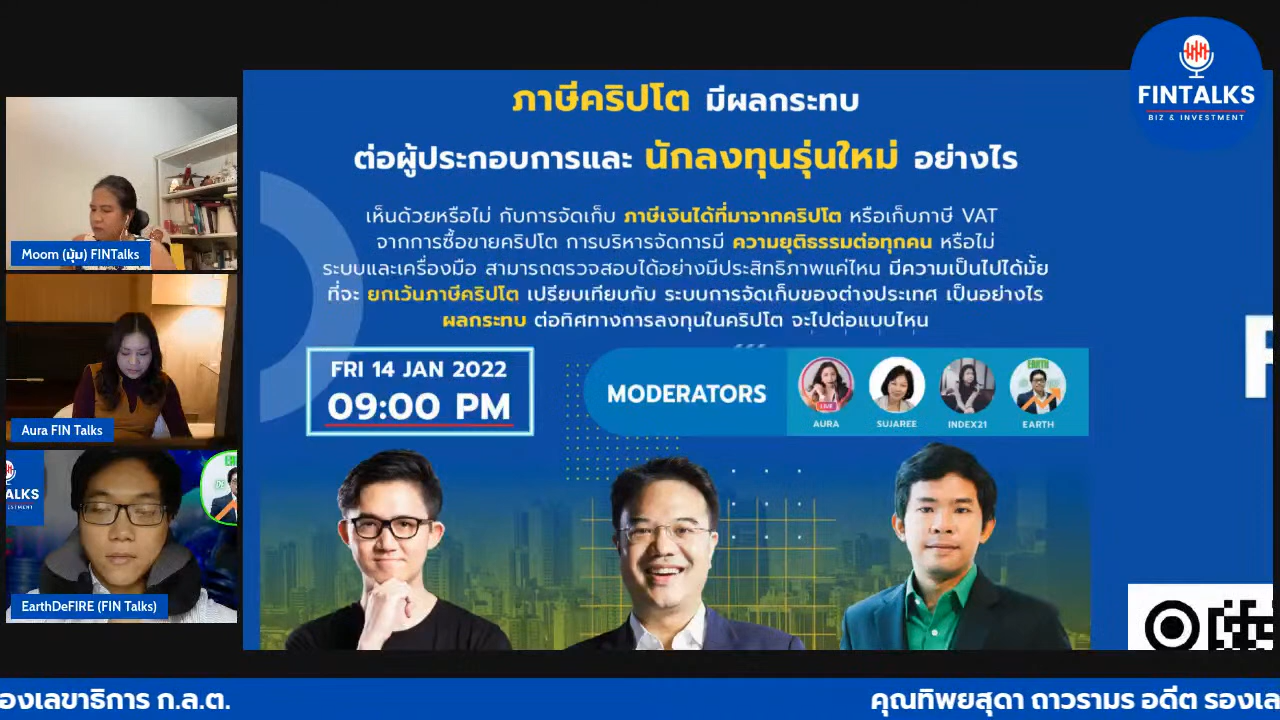 FINTALKS
BIZ & INVESTMENT
ภาษีคริปโต มีผลกระทบ
ต่อผู้ประกอบการและ นักลงทุนรุ่นใหม่ อย่างไร
เห็นด้วยหรือไม่ กับการจัดเก็บ ภาษีเงินได้ที่มาจากคริปโต หรือเก็บภาษี VAT
จากการซื้อขายคริปโต การบริหารจัดการมี ความยุติธรรมต่อทุกคน หรือไม่
ระบบและเครื่องมือ สามารถตรวจสอบได้อย่างมีประสิทธิภาพแค่ไหน มีความเป็นไปได้มั้ย
ที่จะ ยกเว้นภาษีคริปโต เปรียบเทียบกับ ระบบการจัดเก็บของต่างประเทศ เป็นอย่างไร
ผลกระทบ ต่อทิศทางการลงทุนในคริปโต จะไปต่อแบบไหน
FRI 14 JAN 2022
09:00 PM
MODERATORS
AURA
SUJAREE
INDEX21
EARTH
EARTH
Moom (มุ้ม) FINTalks
Aura FIN Talks
ALKS
EarthDeFIRE (FIN Talks)
องเลขาธิการ ก.ล.ต.
คุณทิพยสุดา ถาวรามร อดีต รองเล